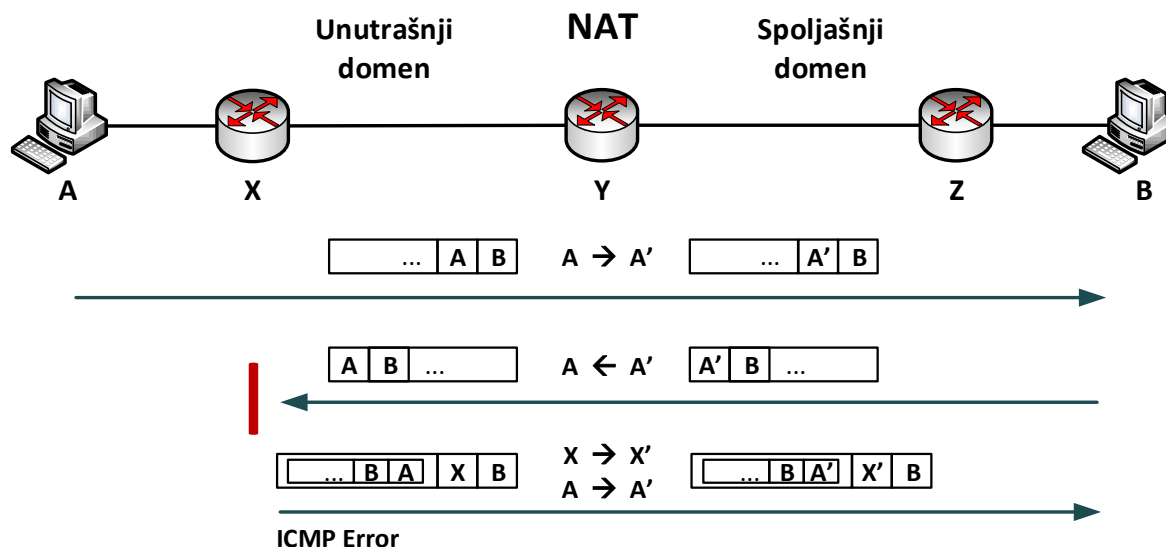 Unutrašnji domen
NAT
Spoljašnji domen
A
X
Y
Z
B
... A B
A → A’
... A’ B
A B ...
A ← A’
A’ B ...
... B A X B
X → X’
A → A’
... B A’ X’ B
ICMP Error